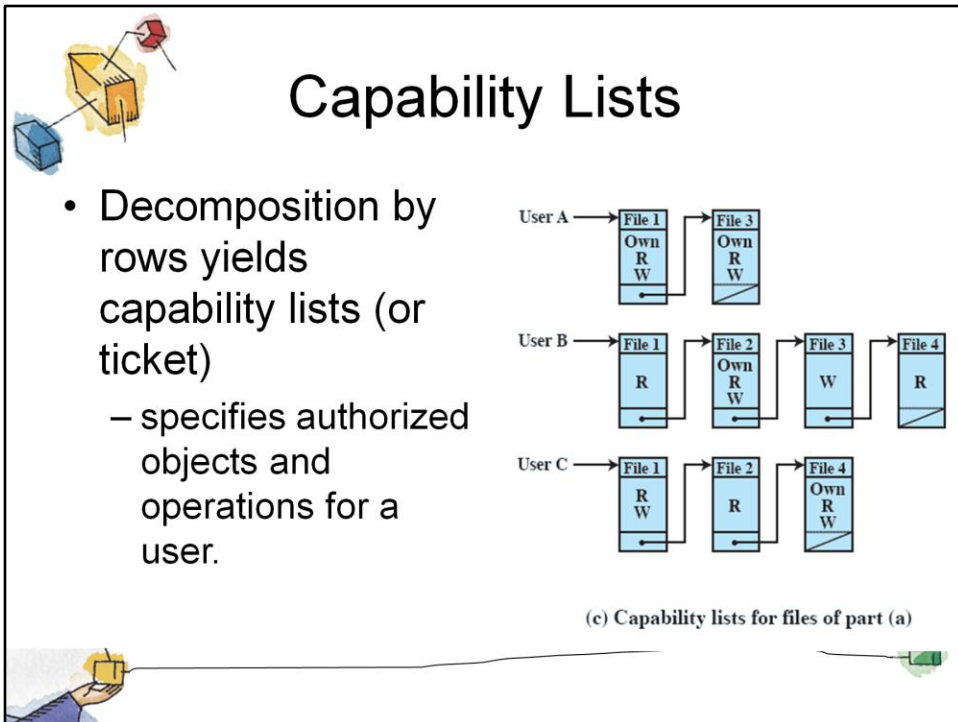 Capability Lists
• Decomposition by
rows yields
capability lists (or
ticket)
– specifies authorized
objects and
operations for a
user.
User A
File 1
Own
R
W
File 3
Own
R
W
User B
File 1
R
File 2
Own
R
W
File 3
W
File 4
R
User C
File 1
R
W
File 2
R
File 4
Own
R
W
(c) Capability lists for files of part (a)